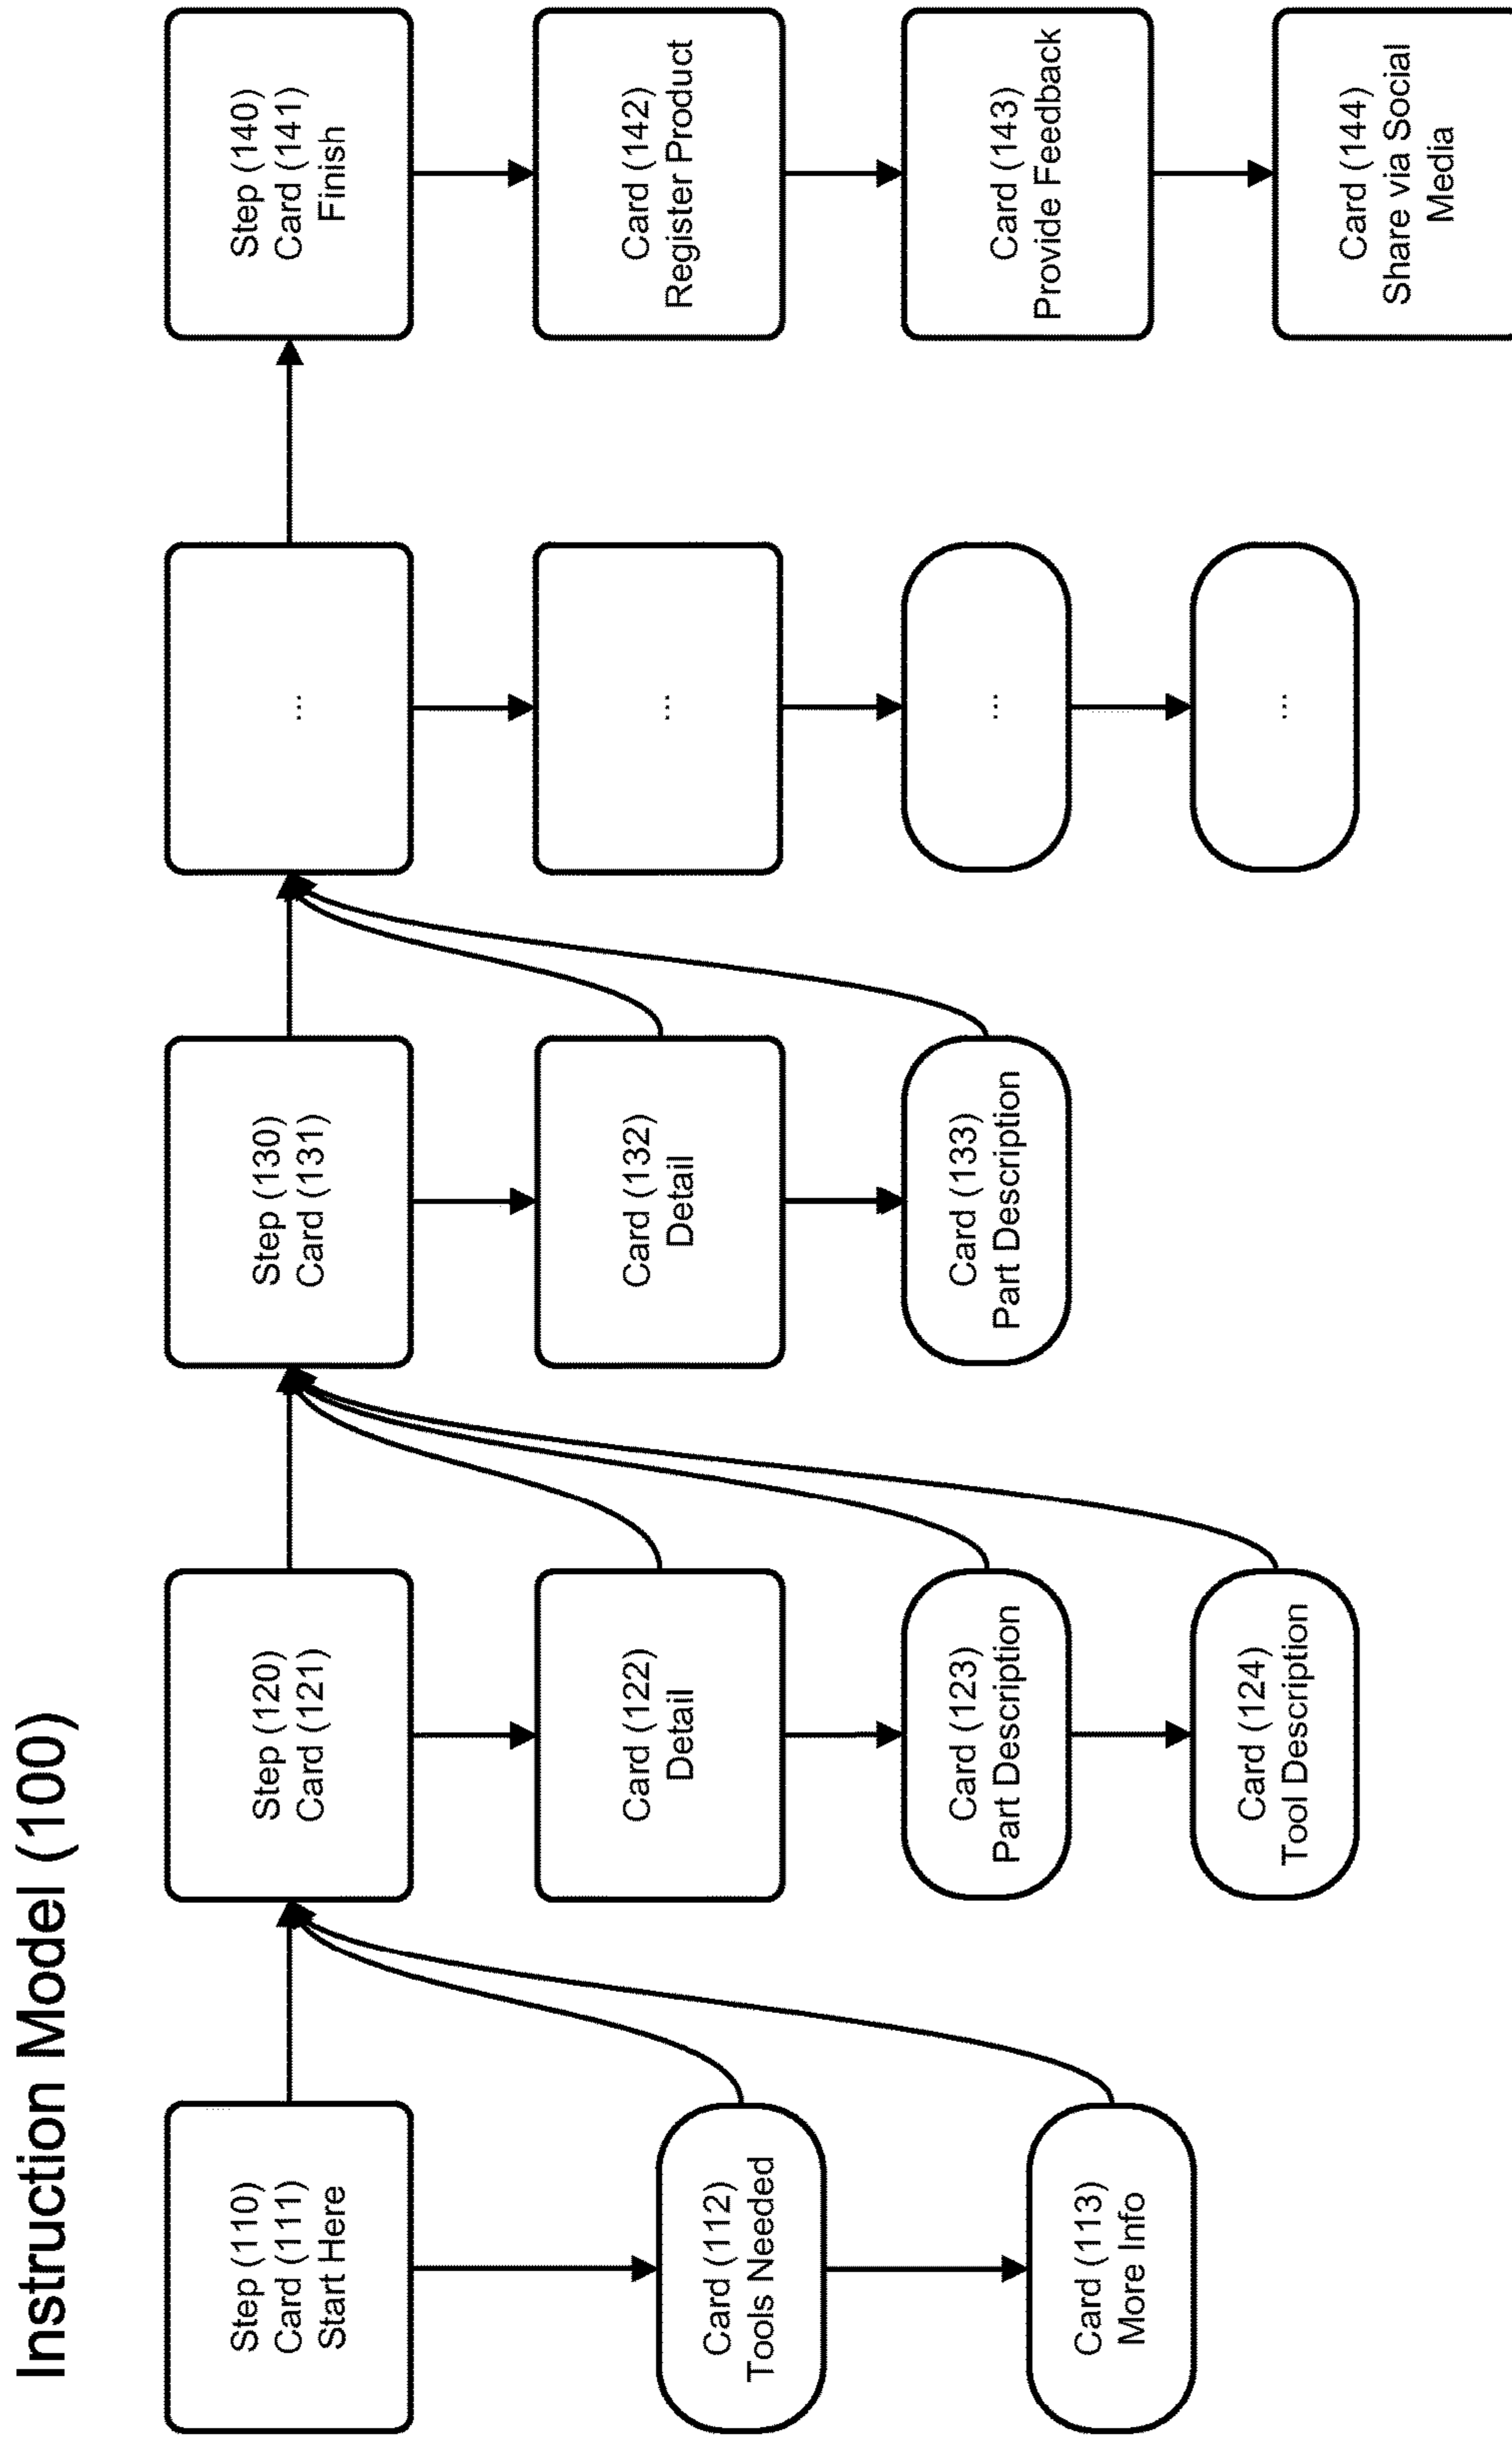 Instruction Model (100)
Step (110)
Card (111)
Start Here
Card (112)
Tools Needed
Card (113)
More Info
Step (120)
Card (121)
Card (122)
Detail
Card (123)
Part Description
Card (124)
Tool Description
Step (130)
Card (131)
Card (132)
Detail
Card (133)
Part Description
...
...
...
...
Step (140)
Card (141)
Finish
Card (142)
Register Product
Card (143)
Provide Feedback
Card (144)
Share via Social
Media